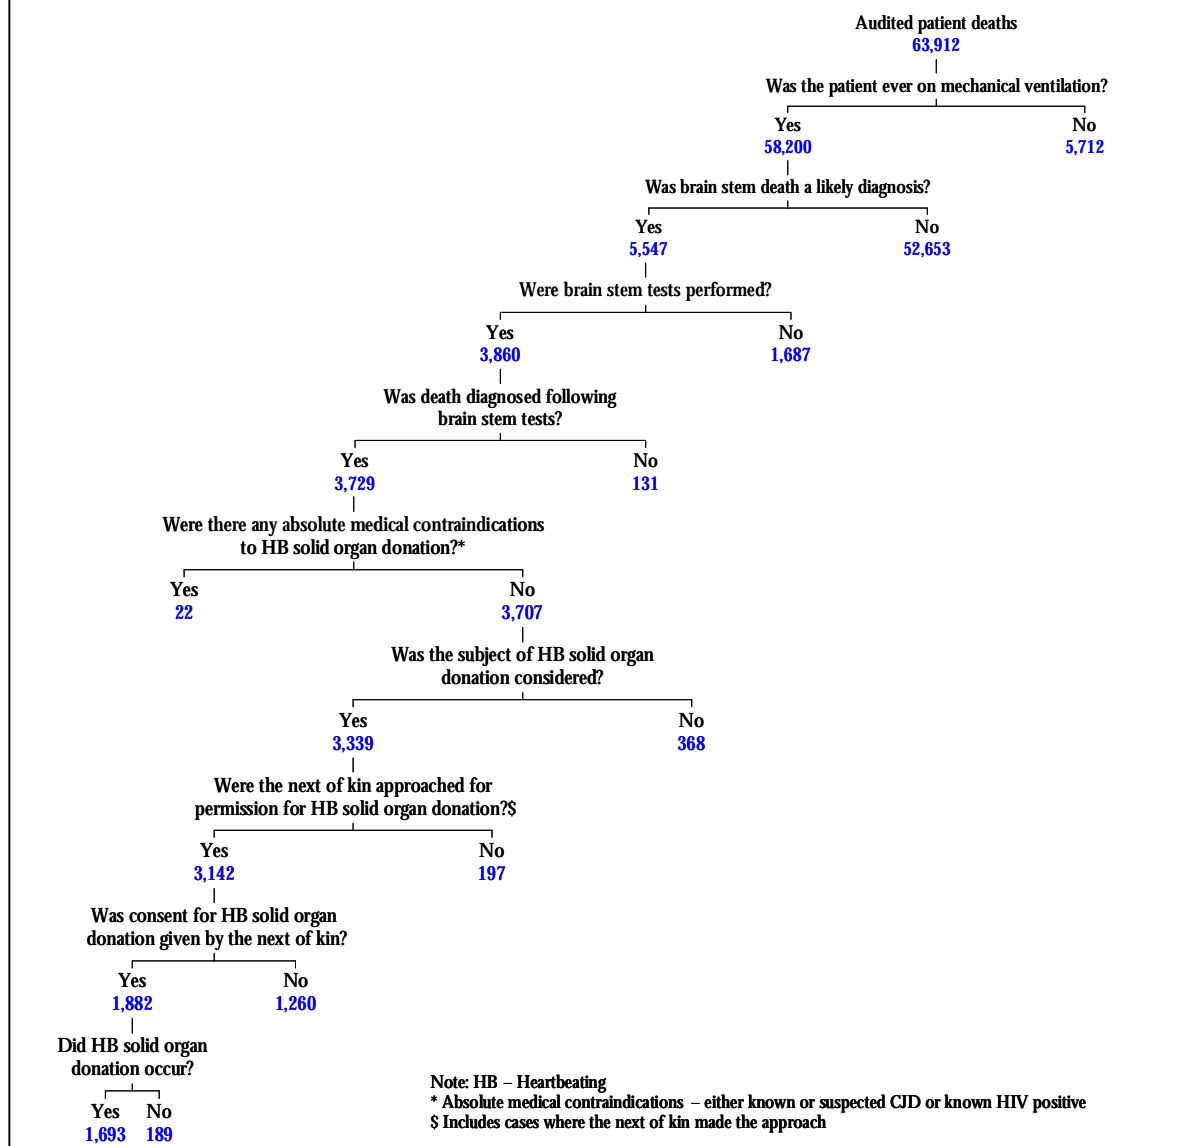 Audited patient deaths
63,912
Was the patient ever on mechanical ventilation?
Yes No
58,200 5,712
Was brain stem death a likely diagnosis?
Yes No
5,547 52,653
Were brain stem tests performed?
Yes No
3,860 1,687
Was death diagnosed following
brain stem tests?
Yes No
3,729 131
Were there any absolute medical contraindications
to HB solid organ donation?*
Yes No
22 3,707
Was the subject of HB solid organ
donation considered?
Yes No
3,339 368
Were the next of kin approached for
permission for HB solid organ donation?$
Yes No
3,142 197
Was consent for HB solid organ
donation given by the next of kin?
Yes No
1,882 1,260
Did HB solid organ
donation occur?
Yes No
1,693 189
Note: HB – Heartbeating
* Absolute medical contraindications – either known or suspected CJD or known HIV positive
$ Includes cases where the next of kin made the approach